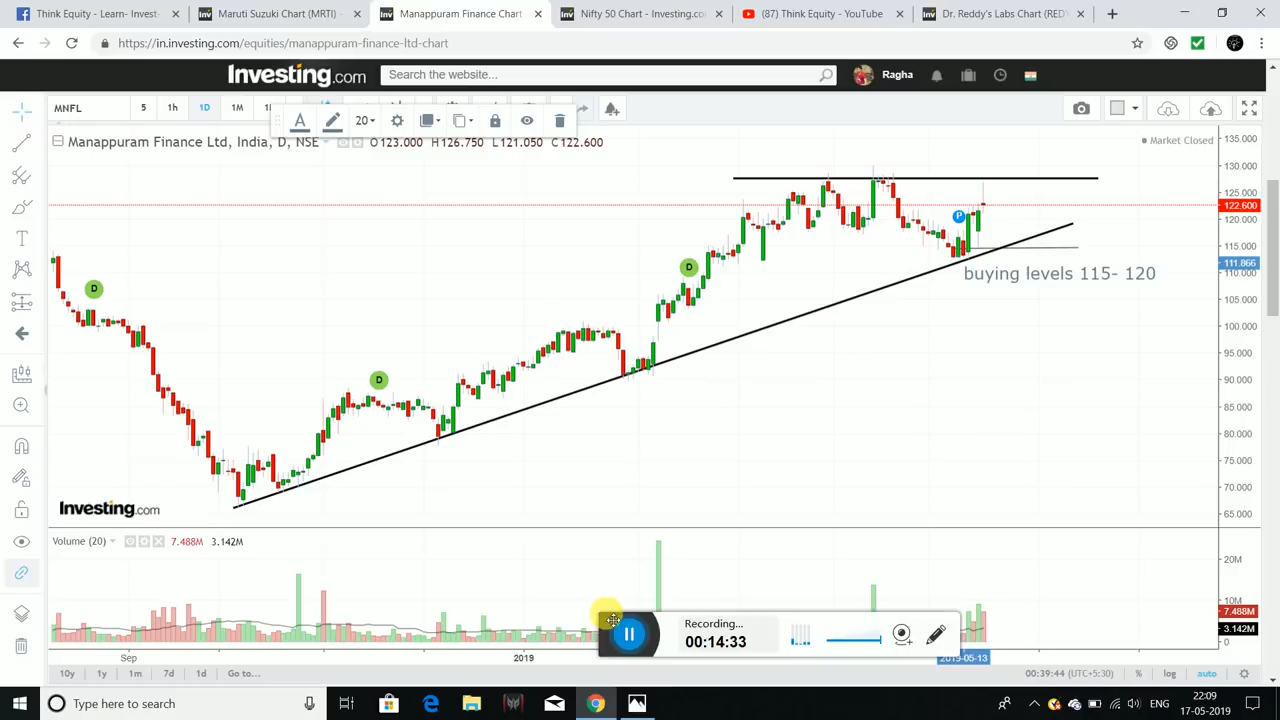 Facebook - Learn- Invest-
Maruti Suzuki Chart (MRTI) -
Manappuram Finance Chart
Nifty 50 Chart - Investing.com
(87) Think Equity - YouTube
Dr. Reddy's Labs Chart (REDY
https://in.investing.com/equities/manappuram-finance-ltd-chart
Investing.com
Search the website...
Ragha
MNFL
5
1h
1D
1M
20
Manappuram Finance Ltd, India, D, NSE
O123.000 H126.750 L121.050 C122.600
Market Closed
135.000
130.000
125.000
122.600
120.000
115.000
111.866
110.000
105.000
100.000
95.000
90.000
85.000
80.000
75.000
70.000
65.000
D
D
D
P
buying levels 115- 120
Investing.com
Volume (20)
7.488M
3.142M
20M
10M
7.488M
3.142M
0
Recording...
00:14:33
Sep
2019
2019-05-13
10y
1y
1m
7d
1d
Go to...
00:39:44 (UTC+5:30)
%
log
auto
Type here to search
ENG
22:09
17-05-2019